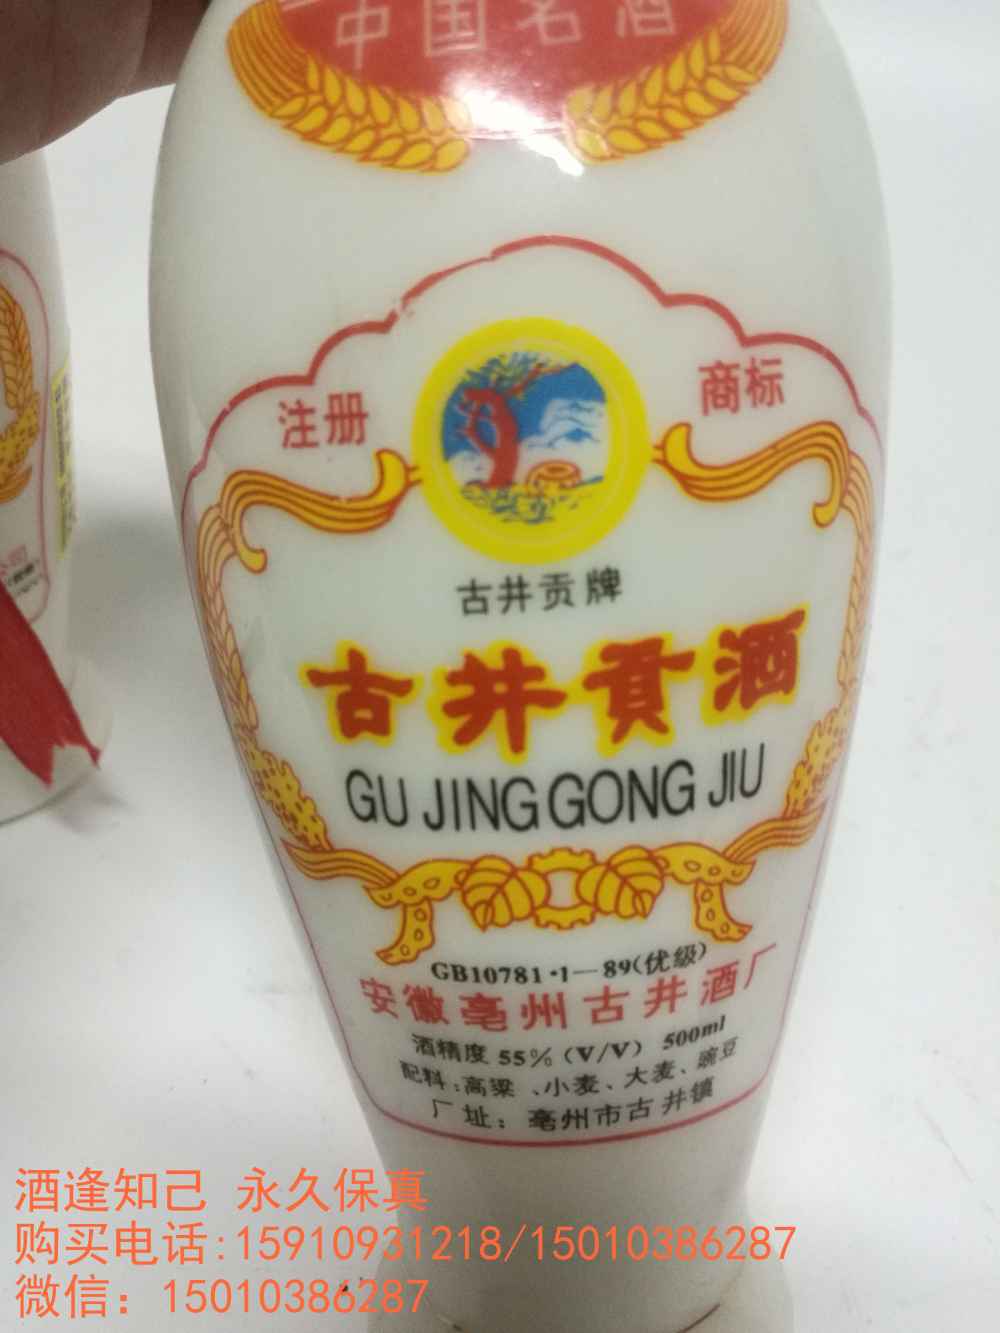 中国名酒
注册 商标
古井贡牌
古井贡酒
GU JING GONG JIU
GB10781·1—89(优级)
安徽亳州古井酒厂
酒精度 55%（V/V） 500ml
配料：高粱、小麦、大麦、豌豆
厂址：亳州市古井镇
酒逢知己 永久保真
购买电话:15910931218/15010386287
微信：15010386287